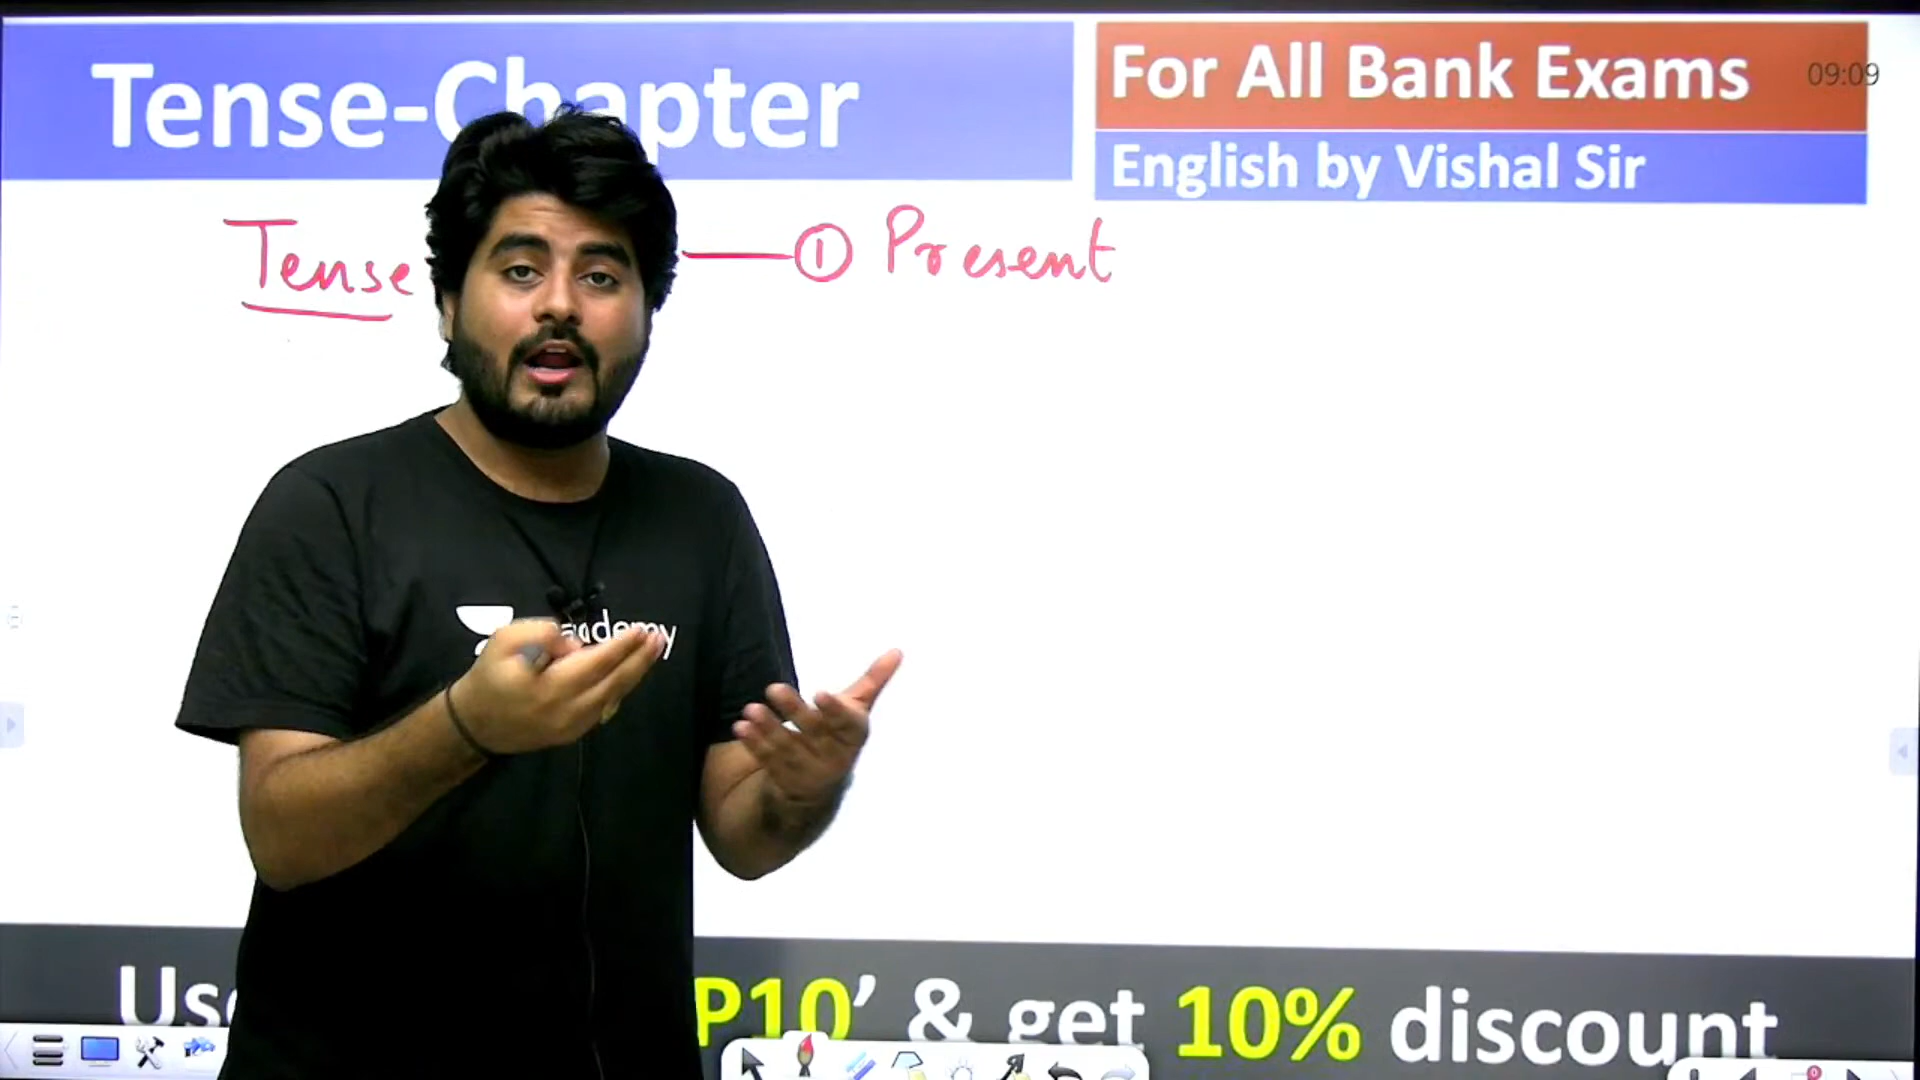 Tense-Chapter
For All Bank Exams
09:09
English by Vishal Sir
Tense
① Present
P10’ & get 10% discount